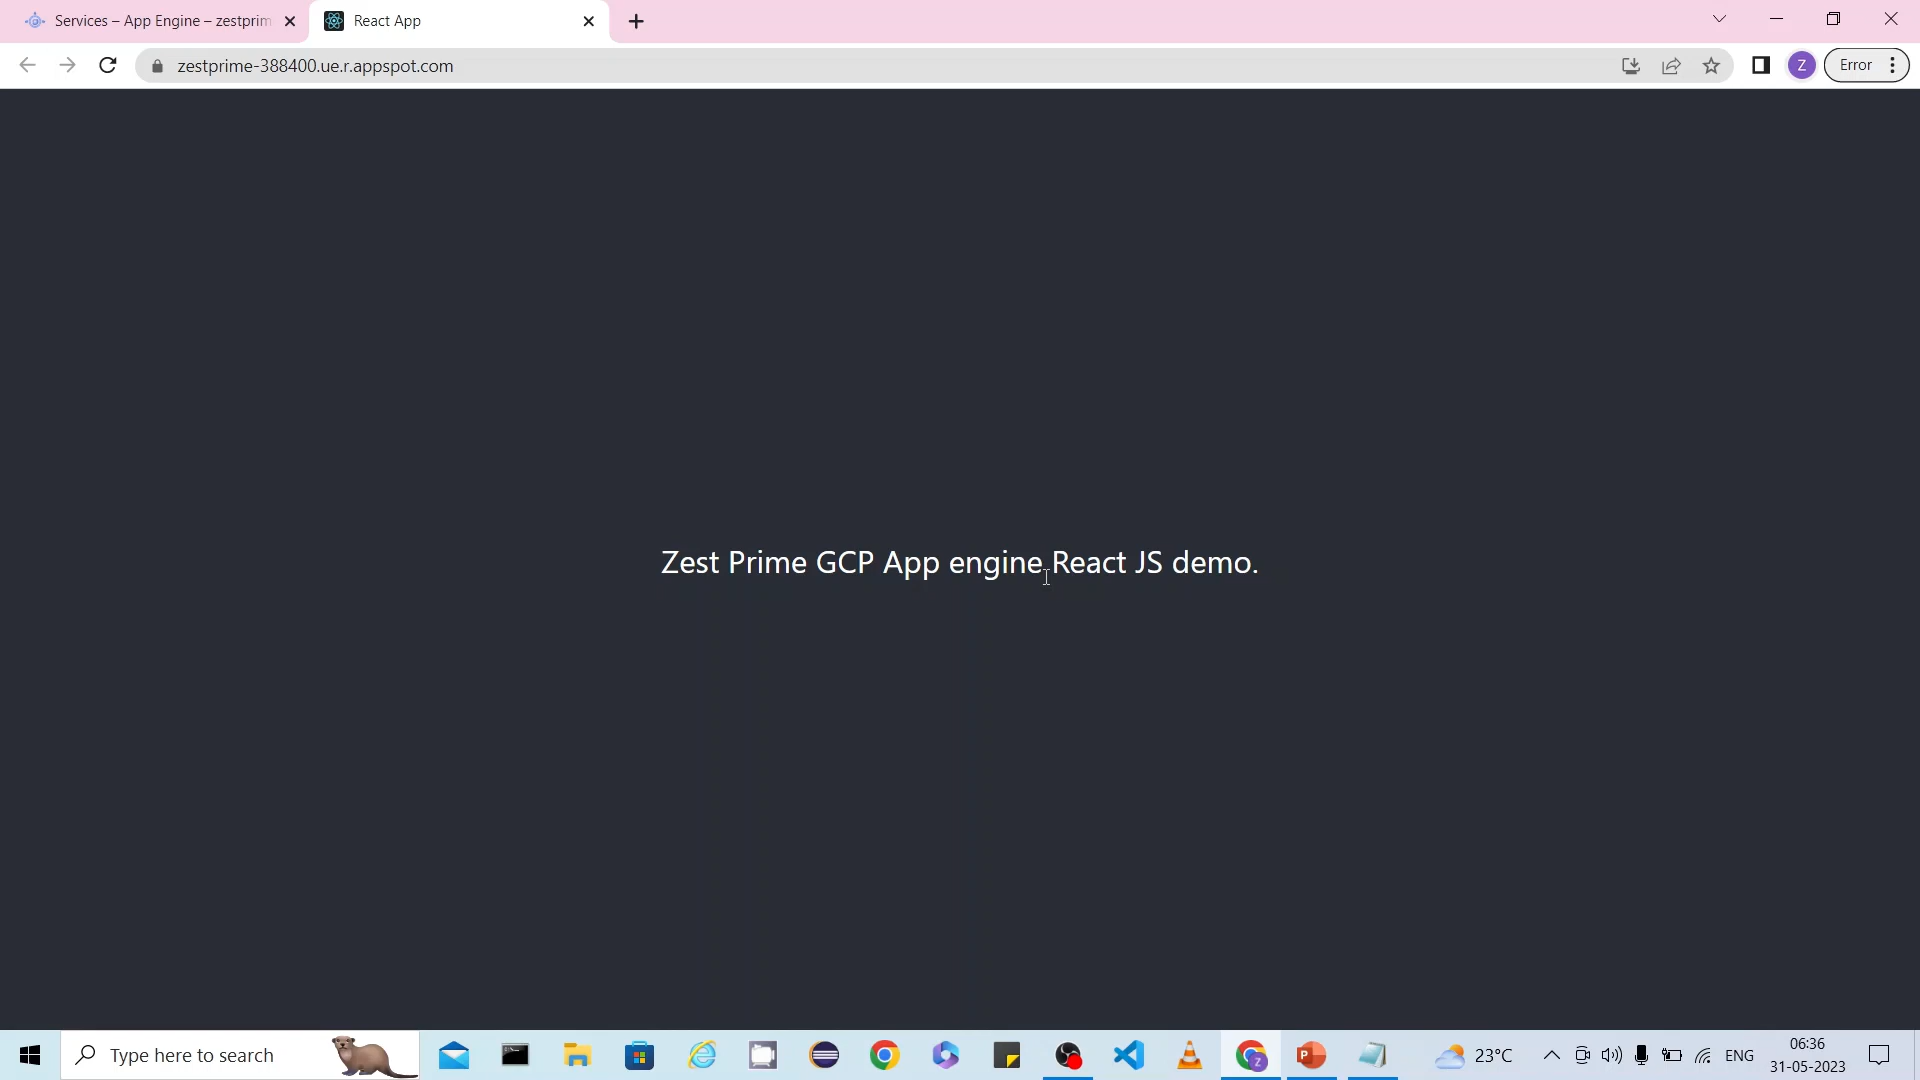 Services – App Engine – zestprim
React App
zestprime-388400.ue.r.appspot.com
Z
Error
Zest Prime GCP App engine React JS demo.
Type here to search
Z
P
23°C
ENG
06:36
31-05-2023